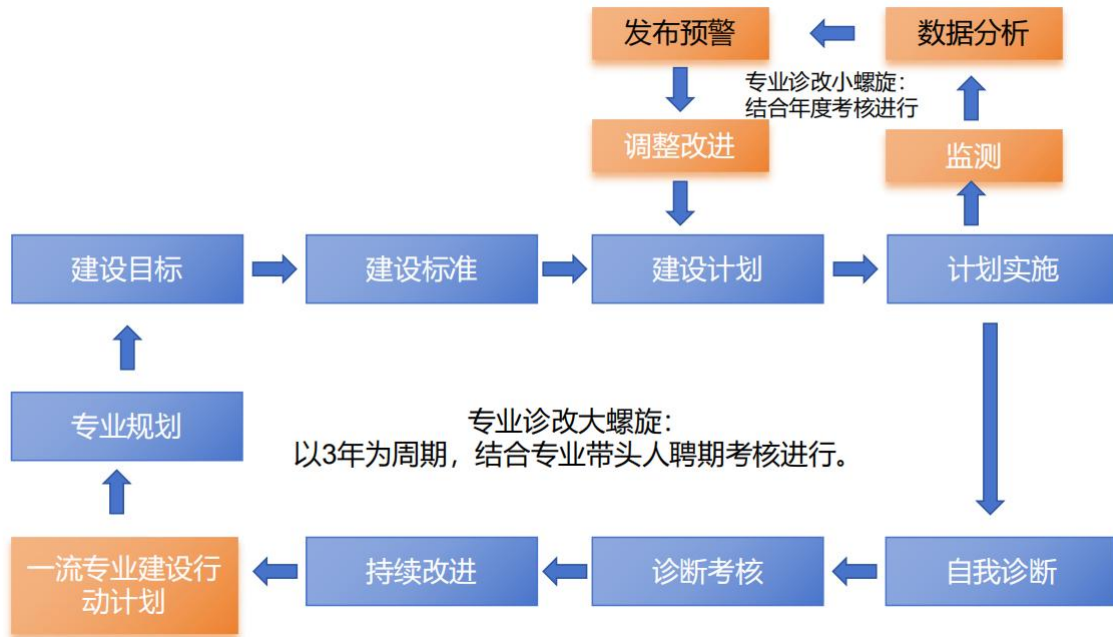 发布预警
数据分析
专业诊改小螺旋：
结合年度考核进行
调整改进
监测
建设目标
建设标准
建设计划
计划实施
专业规划
专业诊改大螺旋：
以3年为周期，结合专业带头人聘期考核进行。
一流专业建设行
动计划
持续改进
诊断考核
自我诊断